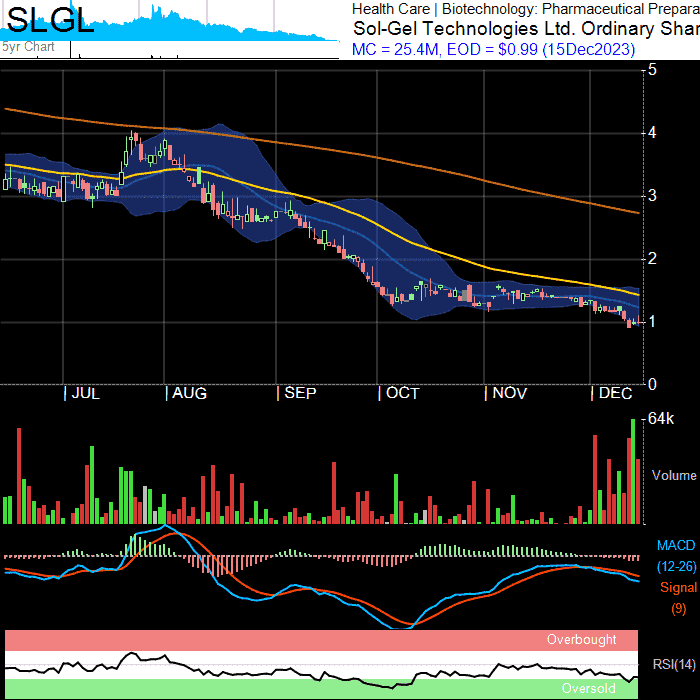 SLGL
5yr Chart
Health Care | Biotechnology: Pharmaceutical Prepara
Sol-Gel Technologies Ltd. Ordinary Shar
MC = 25.4M, EOD = $0.99 (15Dec2023)
5
4
3
2
1
0
| JUL | AUG | SEP | OCT | NOV | DEC
64k
Volume
MACD
(12-26)
Signal
(9)
Overbought
RSI(14)
Oversold